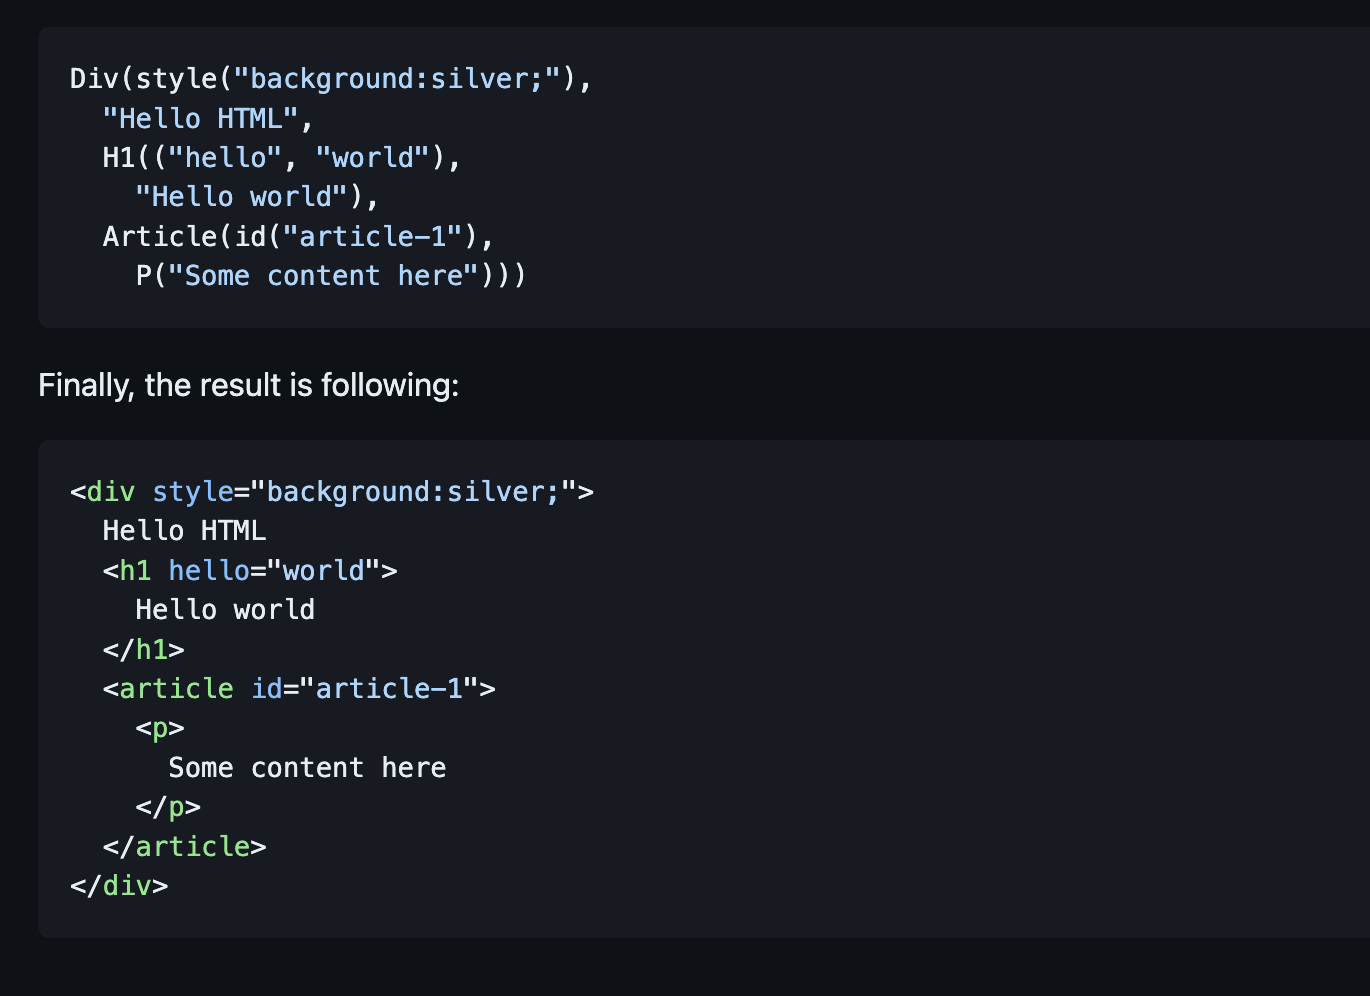 Div(style("background:silver;"),
  "Hello HTML",
  H1(("hello", "world"),
    "Hello world"),
  Article(id("article-1"),
    P("Some content here")))
Finally, the result is following:
<div style="background:silver;">
  Hello HTML
  <h1 hello="world">
    Hello world
  </h1>
  <article id="article-1">
    <p>
      Some content here
    </p>
  </article>
</div>